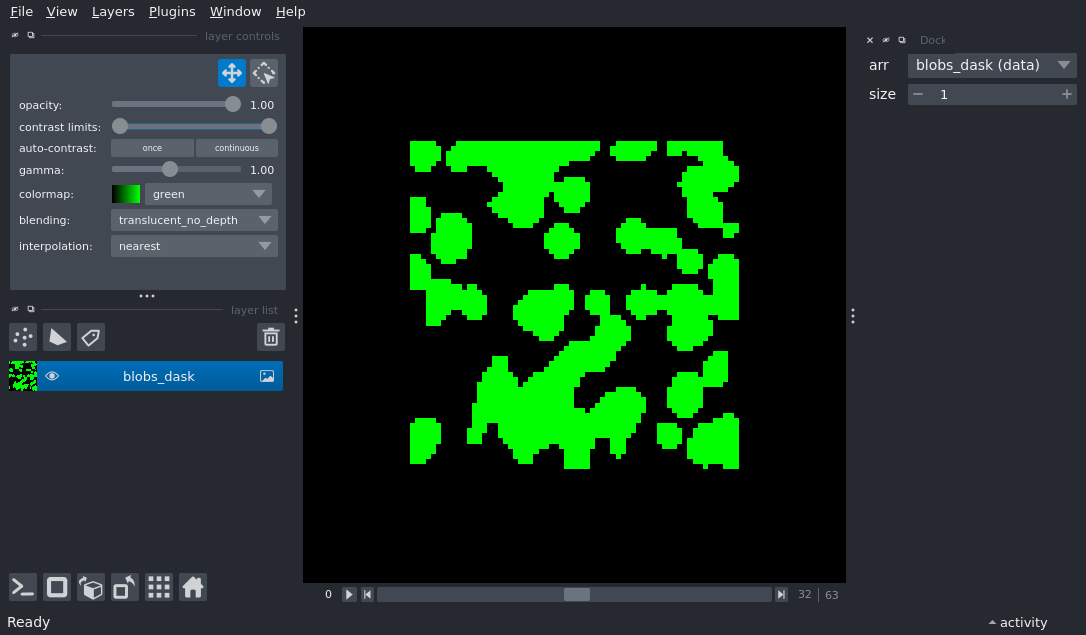 File View Layers Plugins Window Help
layer controls
opacity: 1.00
contrast limits:
auto-contrast: once continuous
gamma: 1.00
colormap: green
blending: translucent_no_depth
interpolation: nearest
layer list
blobs_dask
Dock
arr blobs_dask (data)
size 1
0 32 63
Ready
activity